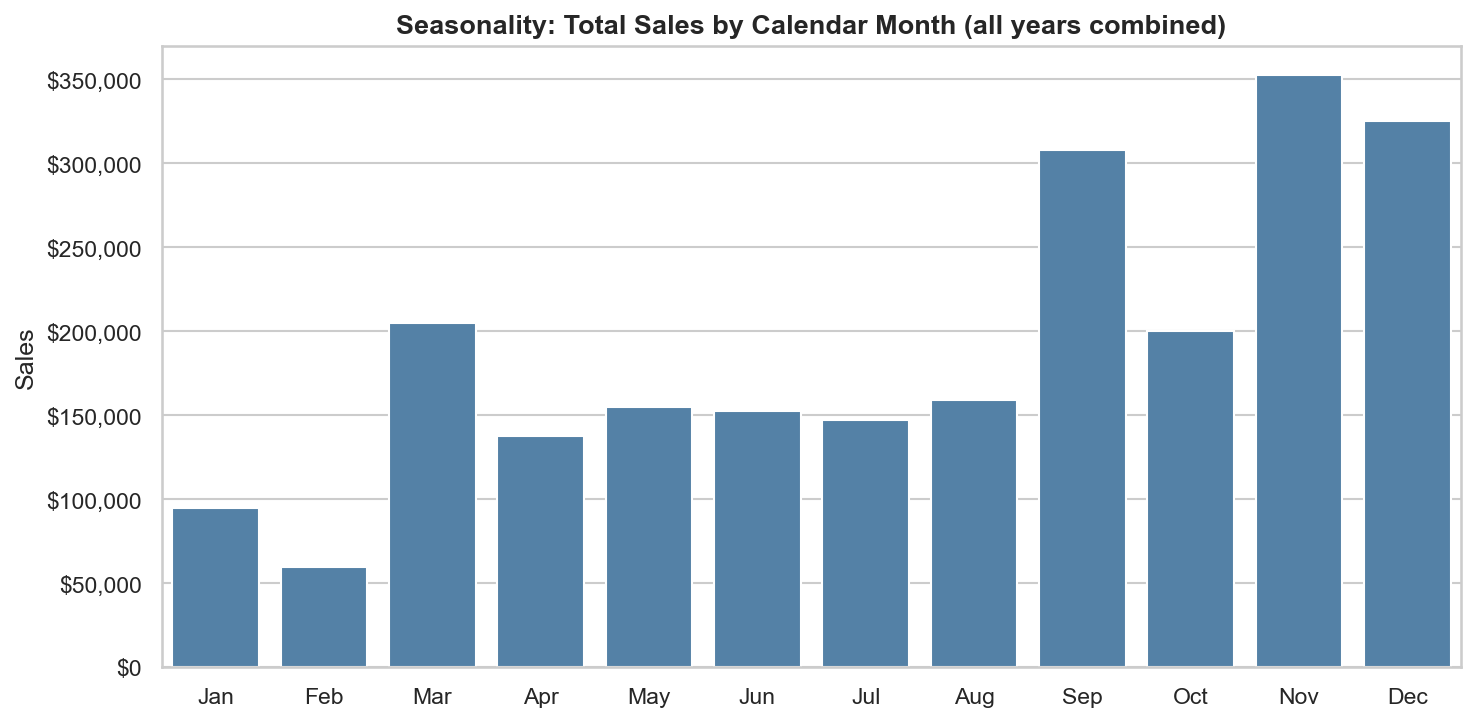 Seasonality: Total Sales by Calendar Month (all years combined)
$350,000
$300,000
$250,000
$200,000
$150,000
$100,000
$50,000
$0
Sales
Jan Feb Mar Apr May Jun Jul Aug Sep Oct Nov Dec